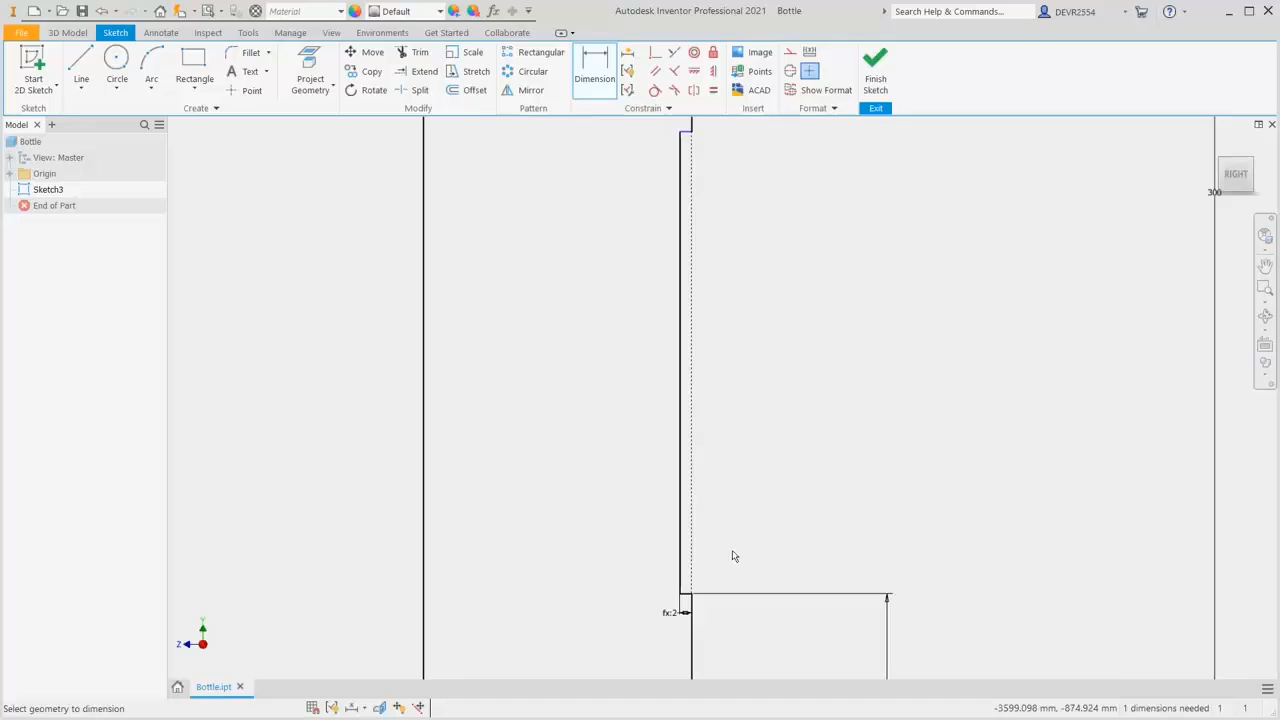 Material
Default
Autodesk Inventor Professional 2021 Bottle
Search Help & Commands...
DEVR2554
File
3D Model
Sketch
Annotate
Inspect
Tools
Manage
View
Environments
Get Started
Collaborate
Start
2D Sketch
Line
Circle
Arc
Rectangle
Fillet
Text
Point
Project
Geometry
Move
Copy
Rotate
Trim
Extend
Split
Scale
Stretch
Offset
Rectangular
Circular
Mirror
Dimension
Image
Points
ACAD
Show Format
Finish
Sketch
Sketch
Create
Modify
Pattern
Constrain
Insert
Format
Exit
Model
Bottle
View: Master
Origin
Sketch3
End of Part
RIGHT
300
fx:2
Y
Z
Bottle.ipt
Select geometry to dimension
-3599.098 mm, -874.924 mm 1 dimensions needed 1 1